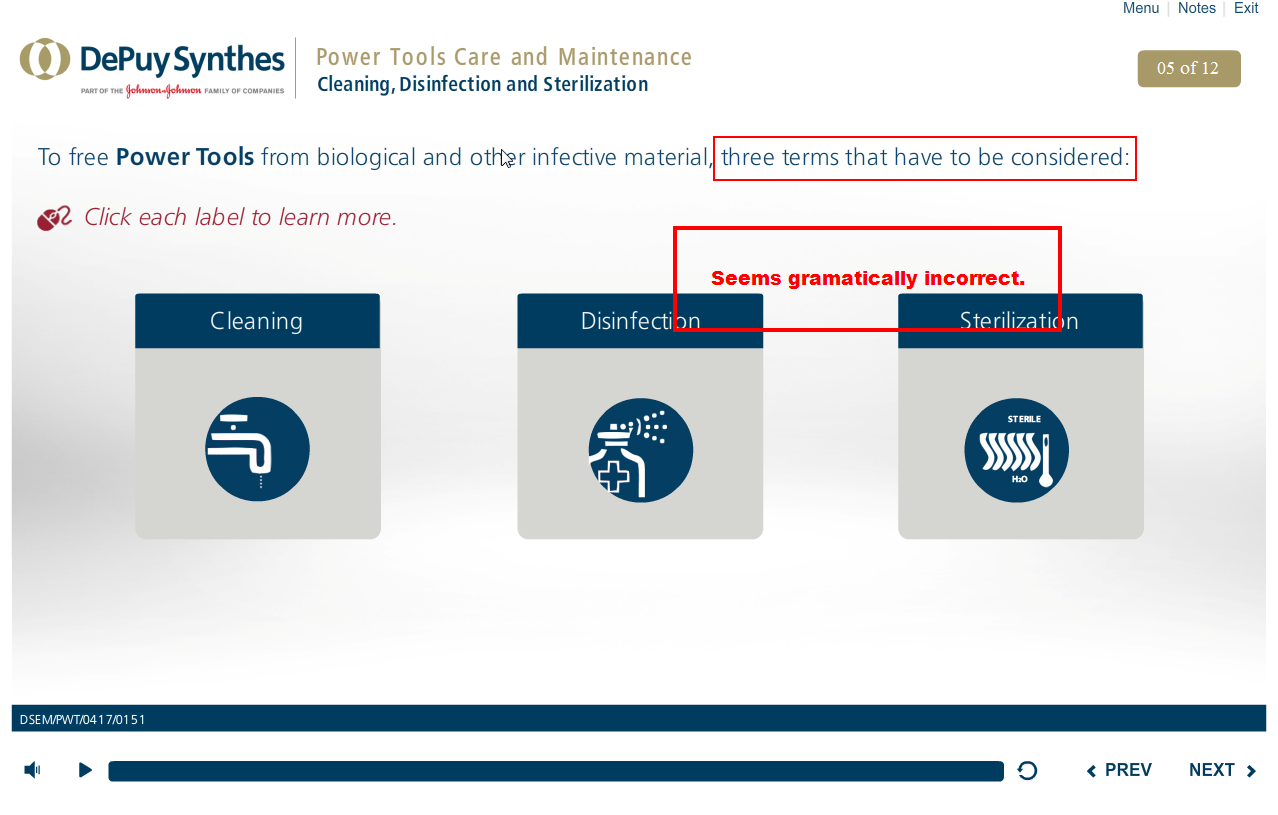 Menu | Notes | Exit
DePuy Synthes
PART OF THE Johnson & Johnson FAMILY OF COMPANIES
Power Tools Care and Maintenance
Cleaning, Disinfection and Sterilization
05 of 12
To free Power Tools from biological and other infective material, three terms that have to be considered:
Click each label to learn more.
Seems gramatically incorrect.
Cleaning
Disinfection
Sterilization
STERILE
H₂O
DSEM/PWT/0417/0151
PREV
NEXT